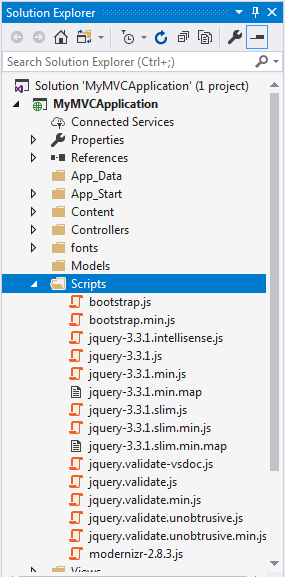 Solution Explorer
Search Solution Explorer (Ctrl+;)
Solution 'MyMVCApplication' (1 project)
MyMVCApplication
Connected Services
Properties
References
App_Data
App_Start
Content
Controllers
fonts
Models
Scripts
bootstrap.js
bootstrap.min.js
jquery-3.3.1.intellisense.js
jquery-3.3.1.js
jquery-3.3.1.min.js
jquery-3.3.1.min.map
jquery-3.3.1.slim.js
jquery-3.3.1.slim.min.js
jquery-3.3.1.slim.min.map
jquery.validate-vsdoc.js
jquery.validate.js
jquery.validate.min.js
jquery.validate.unobtrusive.js
jquery.validate.unobtrusive.min.js
modernizr-2.8.3.js
Views